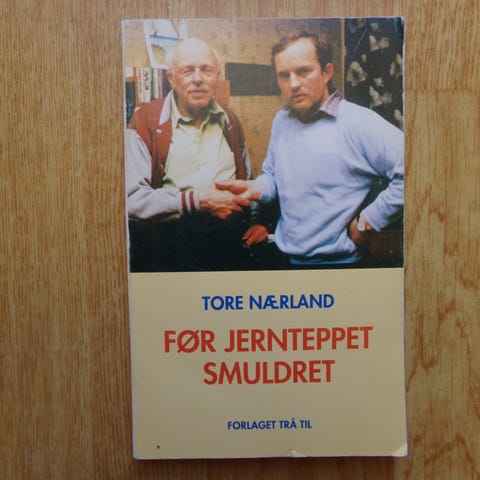 TORE NÆRLAND
FØR JERNTEPPET
SMULDRET
FORLAGET TRÅ TIL